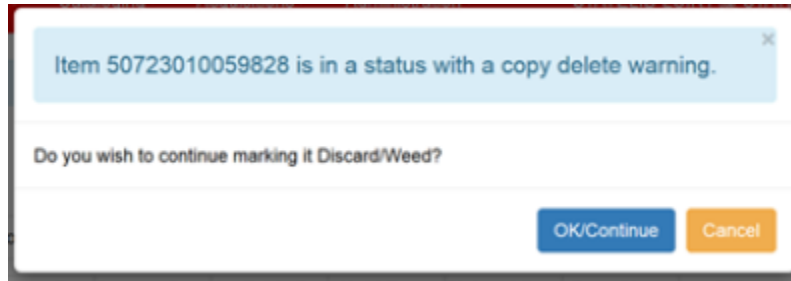 Item 50723010059828 is in a status with a copy delete warning.
×
Do you wish to continue marking it Discard/Weed?
OK/Continue Cancel